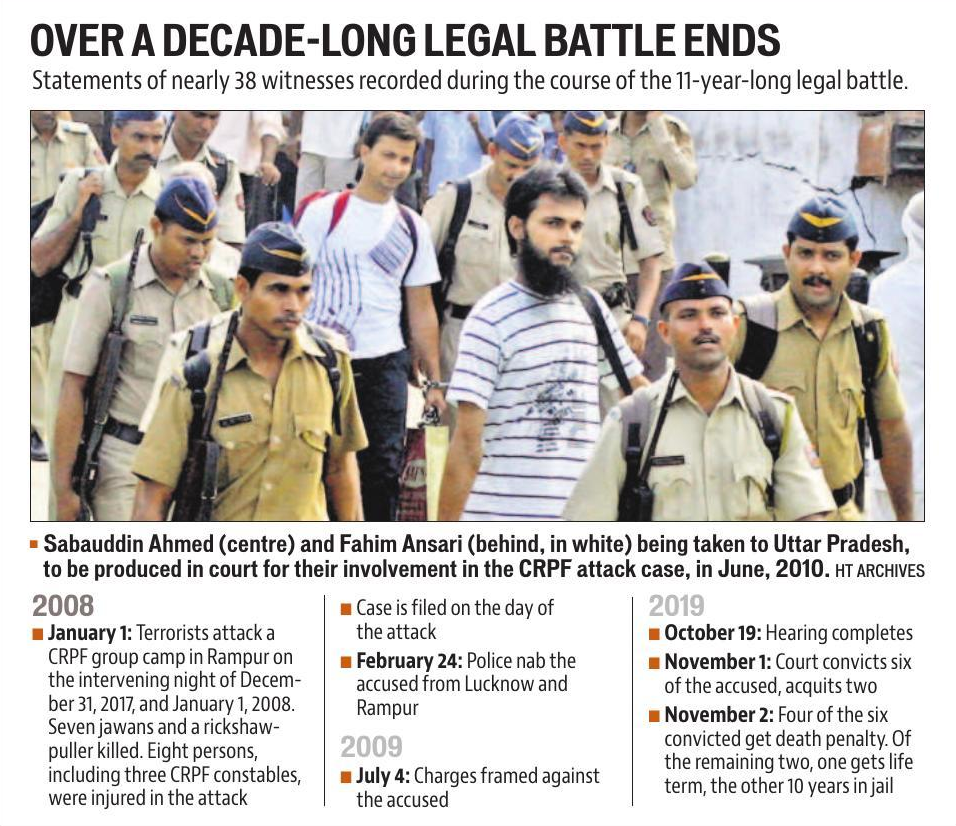 OVER A DECADE-LONG LEGAL BATTLE ENDS
Statements of nearly 38 witnesses recorded during the course of the 11-year-long legal battle.
Sabauddin Ahmed (centre) and Fahim Ansari (behind, in white) being taken to Uttar Pradesh,
to be produced in court for their involvement in the CRPF attack case, in June, 2010. HT ARCHIVES
2008
January 1: Terrorists attack a
CRPF group camp in Rampur on
the intervening night of Decem-
ber 31, 2017, and January 1, 2008.
Seven jawans and a rickshaw-
puller killed. Eight persons,
including three CRPF constables,
were injured in the attack
Case is filed on the day of
the attack
February 24: Police nab the
accused from Lucknow and
Rampur
2009
July 4: Charges framed against
the accused
2019
October 19: Hearing completes
November 1: Court convicts six
of the accused, acquits two
November 2: Four of the six
convicted get death penalty. Of
the remaining two, one gets life
term, the other 10 years in jail